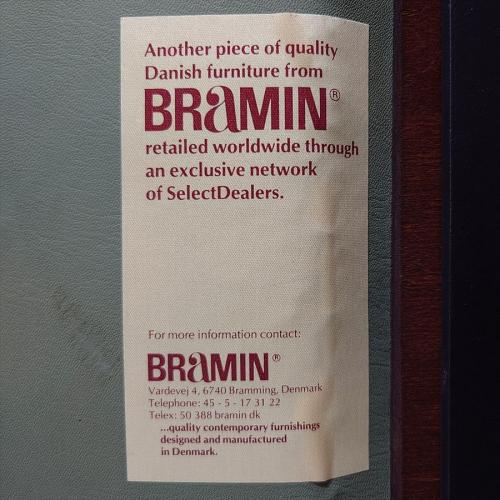 Another piece of quality
Danish furniture from
BRaMIN®
retailed worldwide through
an exclusive network
of SelectDealers.
For more information contact:
BRaMIN®
Vardevej 4, 6740 Bramming, Denmark
Telephone: 45 - 5 - 17 31 22
Telex: 50 388 bramin dk
...quality contemporary furnishings
designed and manufactured
in Denmark.